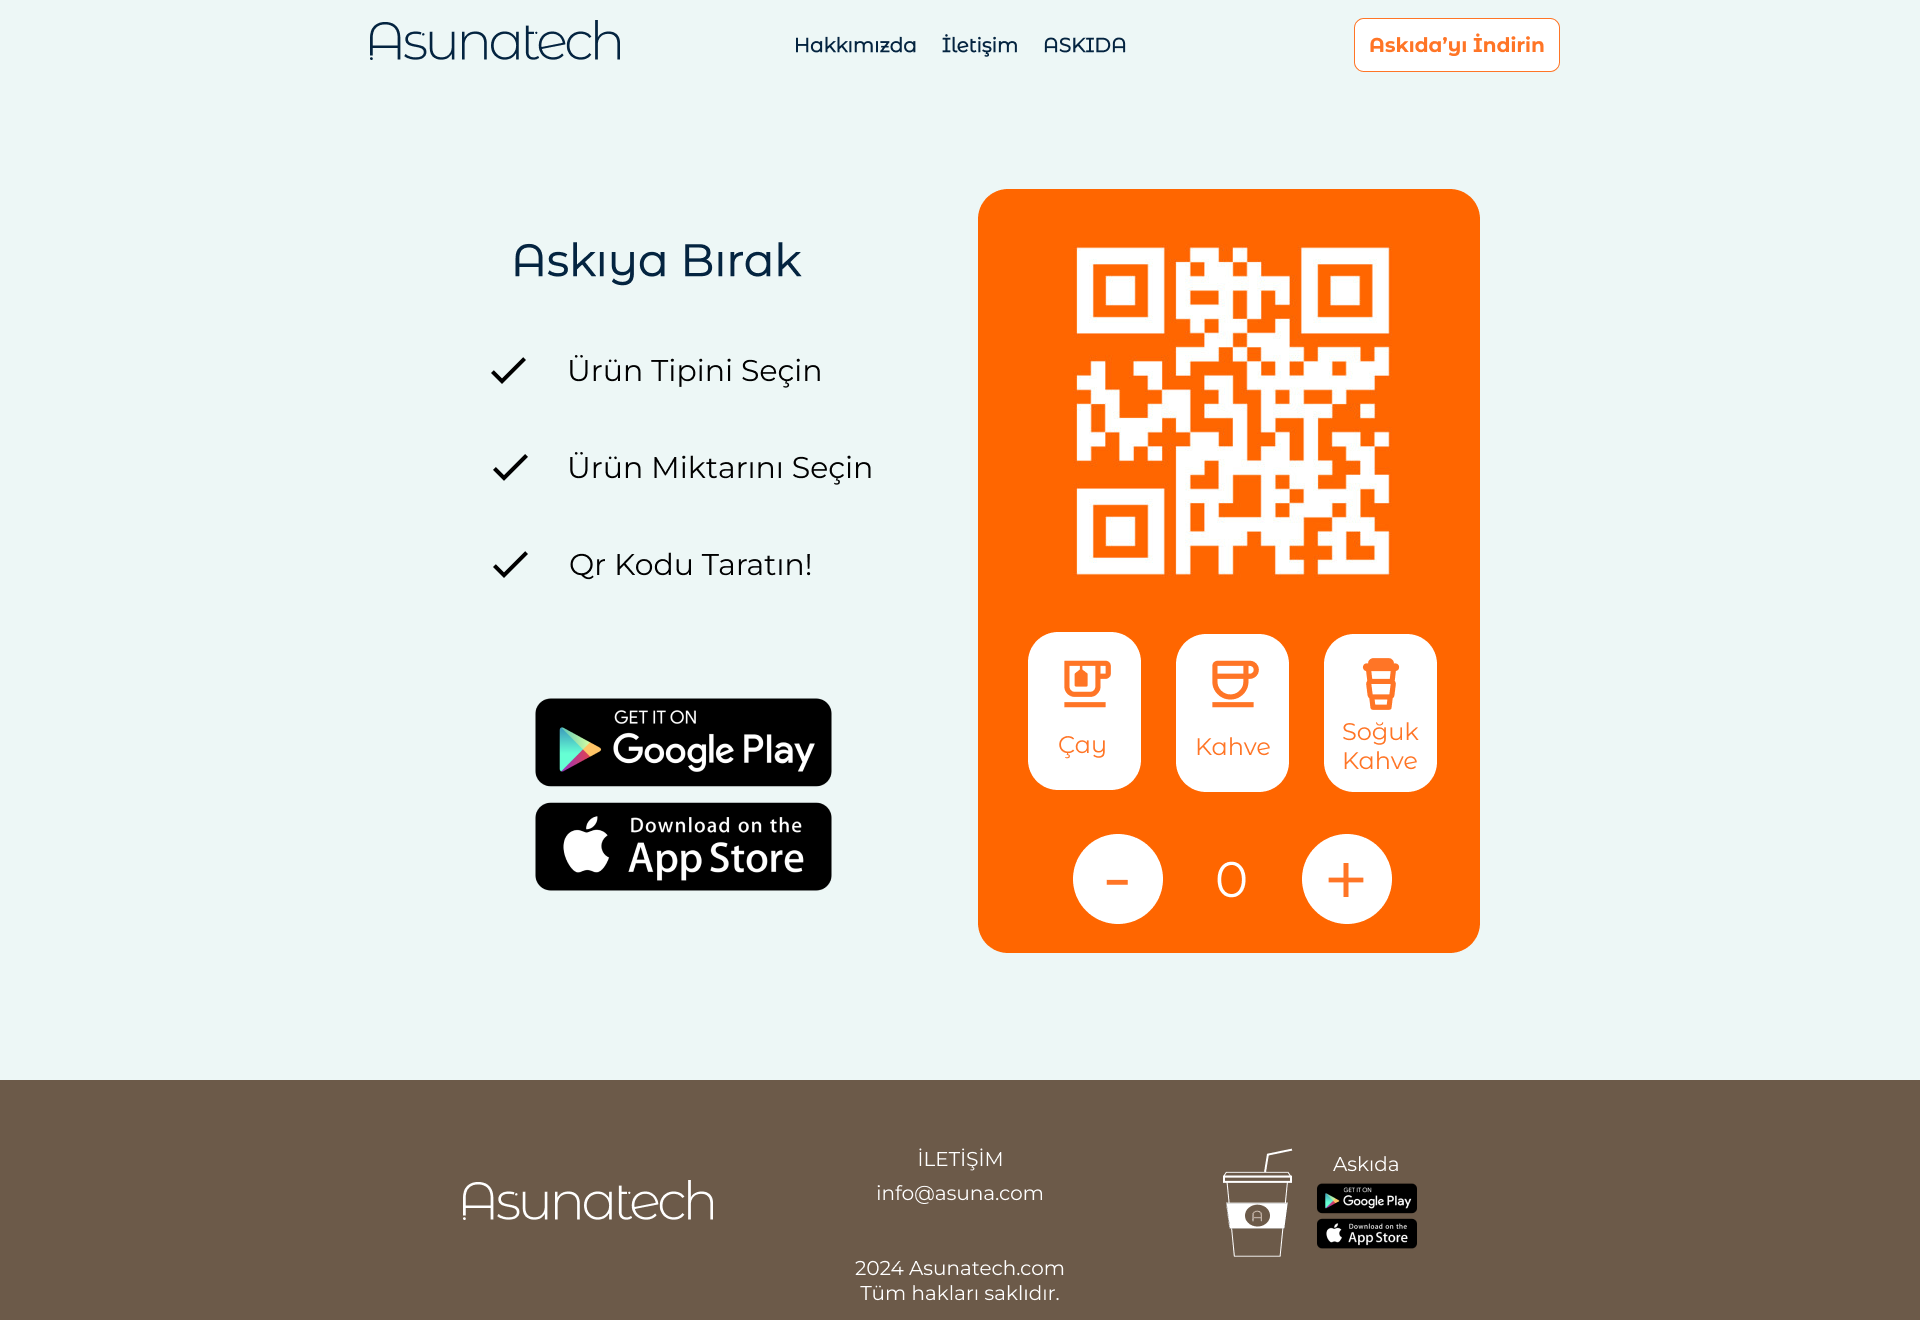 Asunatech
Hakkımızda İletişim ASKIDA
Askıda’yı İndirin
Askıya Bırak
Ürün Tipini Seçin
Ürün Miktarını Seçin
Qr Kodu Taratın!
GET IT ON
Google Play
Download on the
App Store
Çay
Kahve
Soğuk
Kahve
- 0 +
Asunatech
İLETİŞİM
info@asuna.com
2024 Asunatech.com
Tüm hakları saklıdır.
A
Askıda
GET IT ON
Google Play
Download on the
App Store